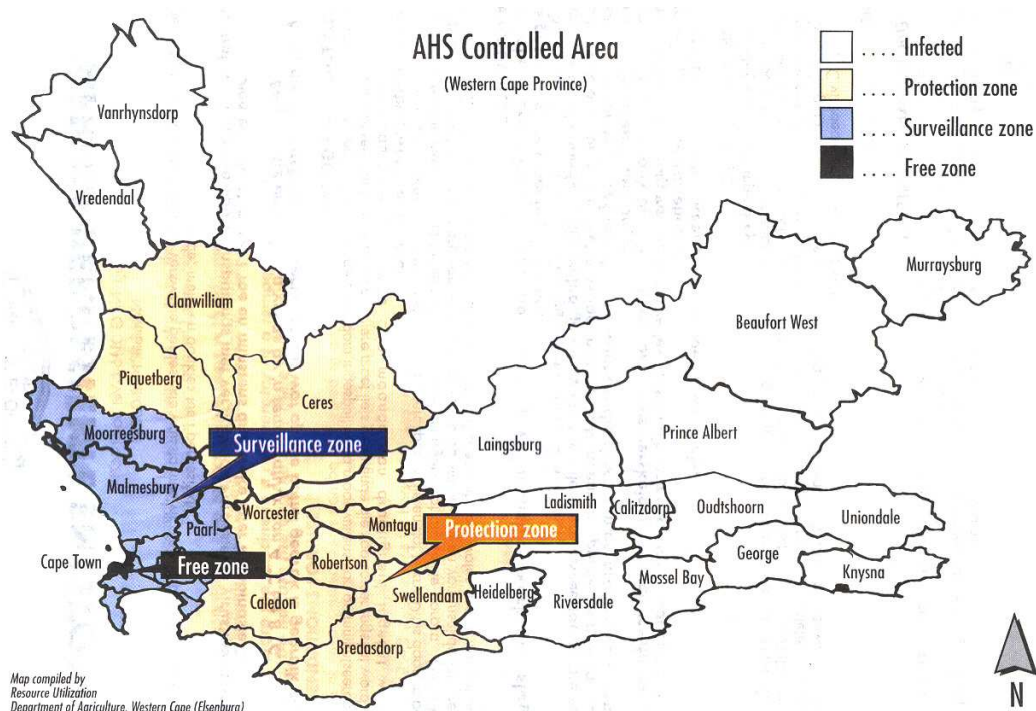 AHS Controlled Area
(Western Cape Province)
.... Infected
.... Protection zone
.... Surveillance zone
.... Free zone
Vanrhynsdorp
Vredendal
Murraysburg
Clanwilliam
Beaufort West
Piquetberg
Ceres
Moorreesburg
Surveillance zone
Laingsburg
Prince Albert
Malmesbury
Worcester
Ladismith
Calitzdorp
Oudtshoorn
Uniondale
Paarl
Montagu
Protection zone
Cape Town
Free zone
Robertson
George
Knysna
Caledon
Swellendam
Heidelberg
Riversdale
Mossel Bay
Bredasdorp
Map compiled by
Resource Utilization
Department of Agriculture, Western Cape (Elsenburg)
N